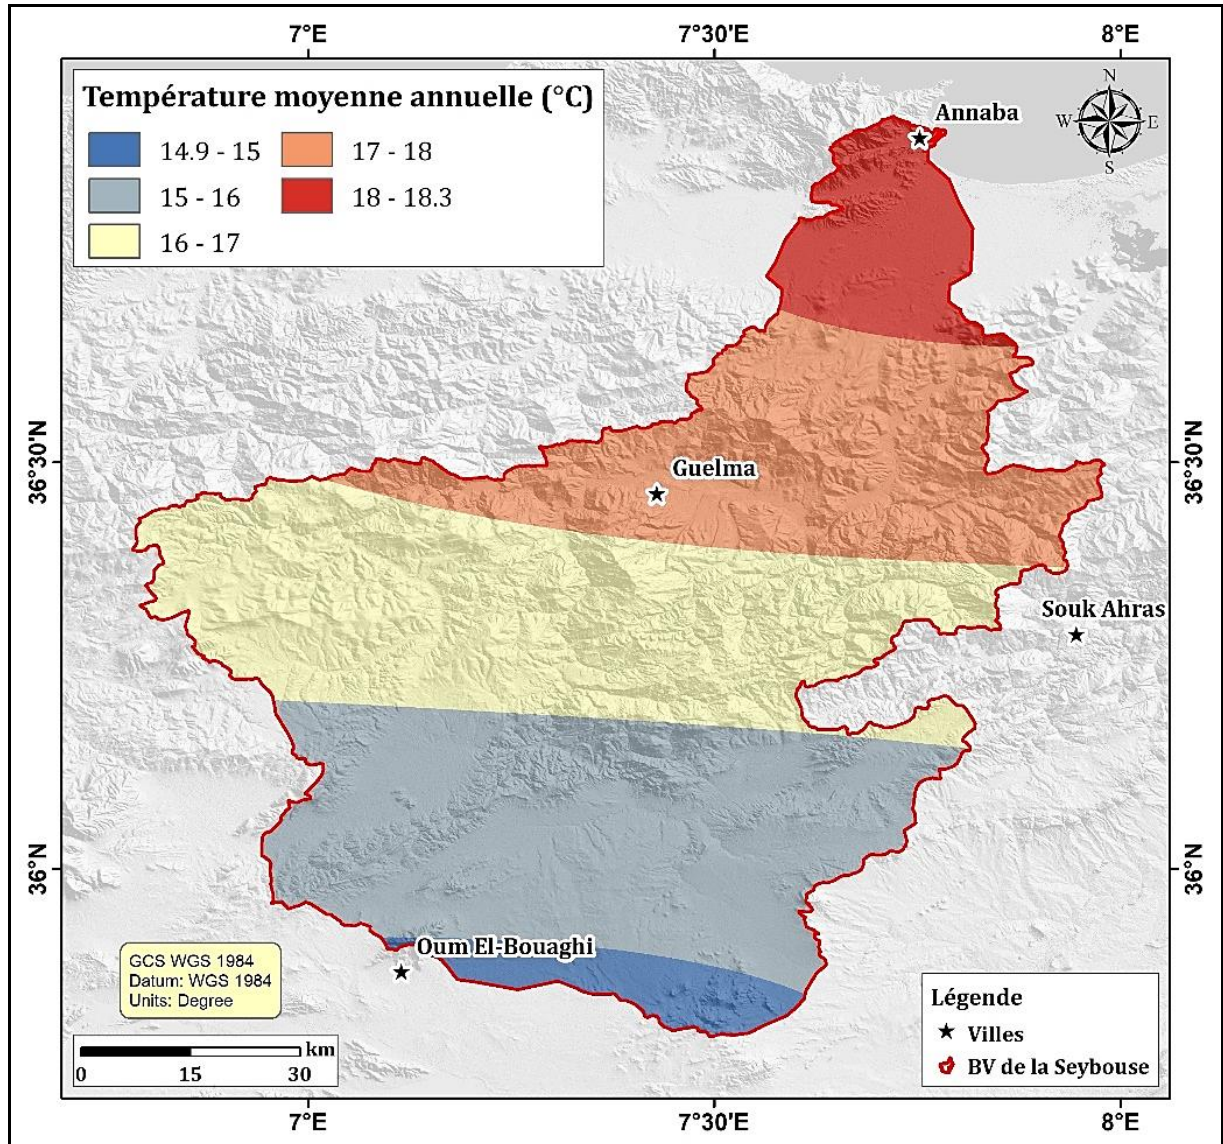 7°E 7°30'E 8°E
Température moyenne annuelle (°C)
14.9 - 15
15 - 16
16 - 17
17 - 18
18 - 18.3
N
W E
S
Annaba
36°30'N
36°30'N
Guelma
Souk Ahras
36°N
36°N
Oum El-Bouaghi
GCS WGS 1984
Datum: WGS 1984
Units: Degree
km
0 15 30
Légende
Villes
BV de la Seybouse
7°E 7°30'E 8°E